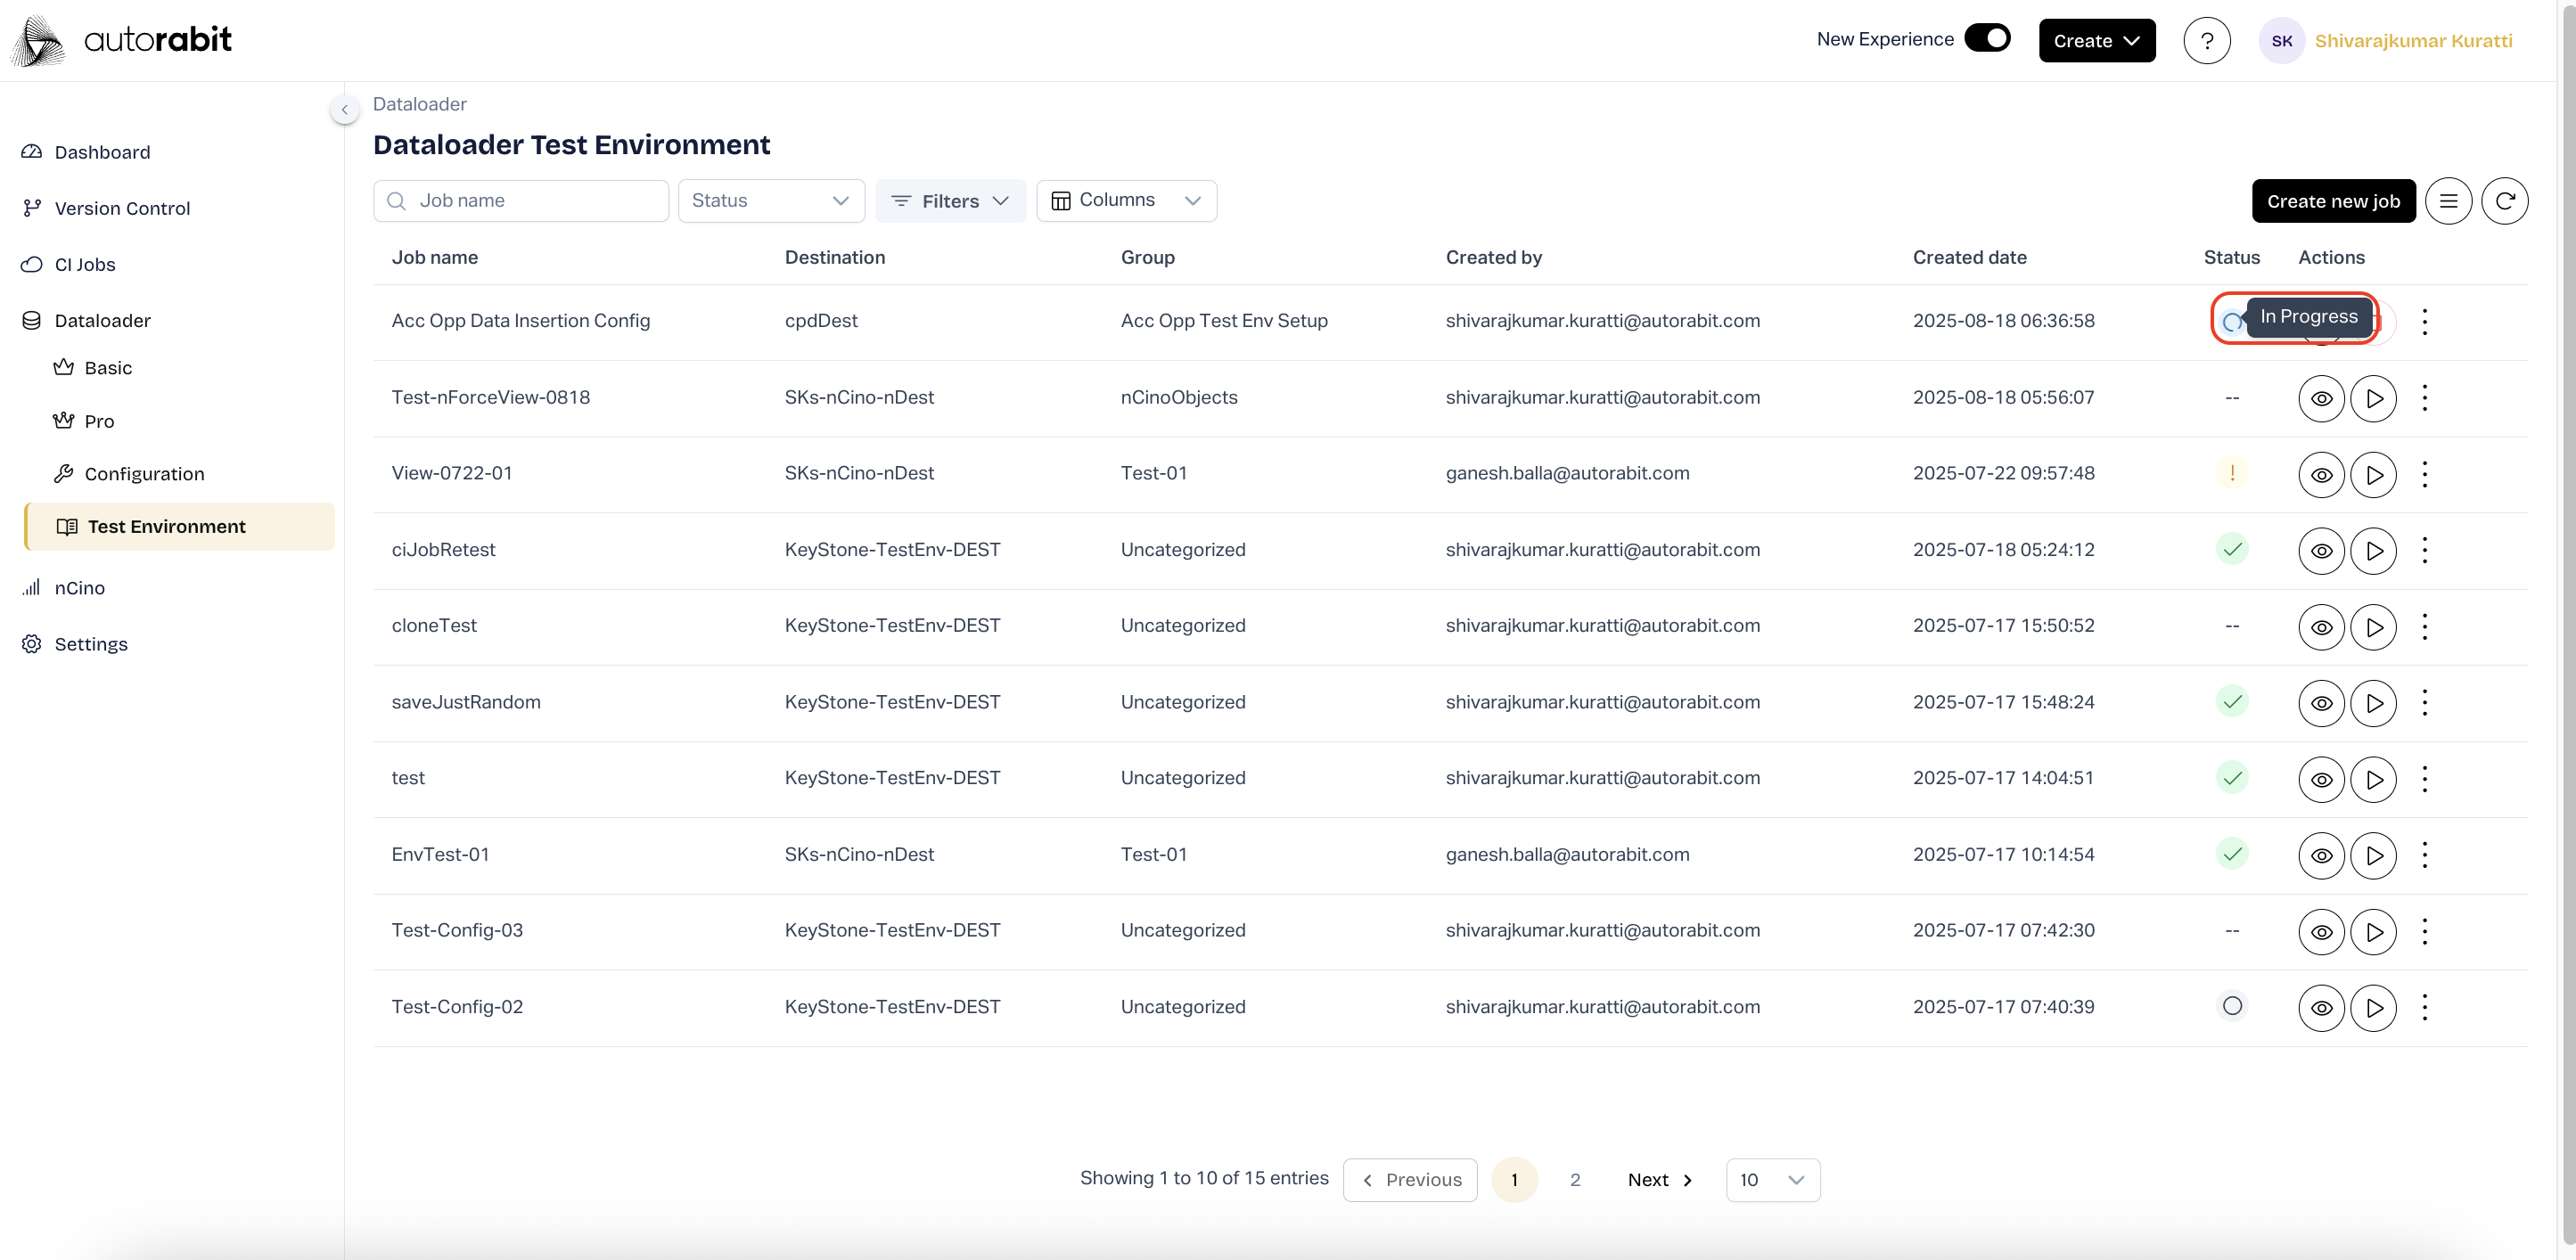 autorabit
New Experience Create ? SK Shivarajkumar Kuratti
Dashboard
Version Control
CI Jobs
Dataloader
Basic
Pro
Configuration
Test Environment
nCino
Settings
Dataloader
Dataloader Test Environment
Job name Status Filters Columns Create new job
Job name Destination Group Created by Created date Status Actions
Acc Opp Data Insertion Config cpdDest Acc Opp Test Env Setup shivarajkumar.kuratti@autorabit.com 2025-08-18 06:36:58 In Progress
Test-nForceView-0818 SKs-nCino-nDest nCinoObjects shivarajkumar.kuratti@autorabit.com 2025-08-18 05:56:07 --
View-0722-01 SKs-nCino-nDest Test-01 ganesh.balla@autorabit.com 2025-07-22 09:57:48 !
ciJobRetest KeyStone-TestEnv-DEST Uncategorized shivarajkumar.kuratti@autorabit.com 2025-07-18 05:24:12
cloneTest KeyStone-TestEnv-DEST Uncategorized shivarajkumar.kuratti@autorabit.com 2025-07-17 15:50:52 --
saveJustRandom KeyStone-TestEnv-DEST Uncategorized shivarajkumar.kuratti@autorabit.com 2025-07-17 15:48:24
test KeyStone-TestEnv-DEST Uncategorized shivarajkumar.kuratti@autorabit.com 2025-07-17 14:04:51
EnvTest-01 SKs-nCino-nDest Test-01 ganesh.balla@autorabit.com 2025-07-17 10:14:54
Test-Config-03 KeyStone-TestEnv-DEST Uncategorized shivarajkumar.kuratti@autorabit.com 2025-07-17 07:42:30 --
Test-Config-02 KeyStone-TestEnv-DEST Uncategorized shivarajkumar.kuratti@autorabit.com 2025-07-17 07:40:39
Showing 1 to 10 of 15 entries Previous 1 2 Next 10